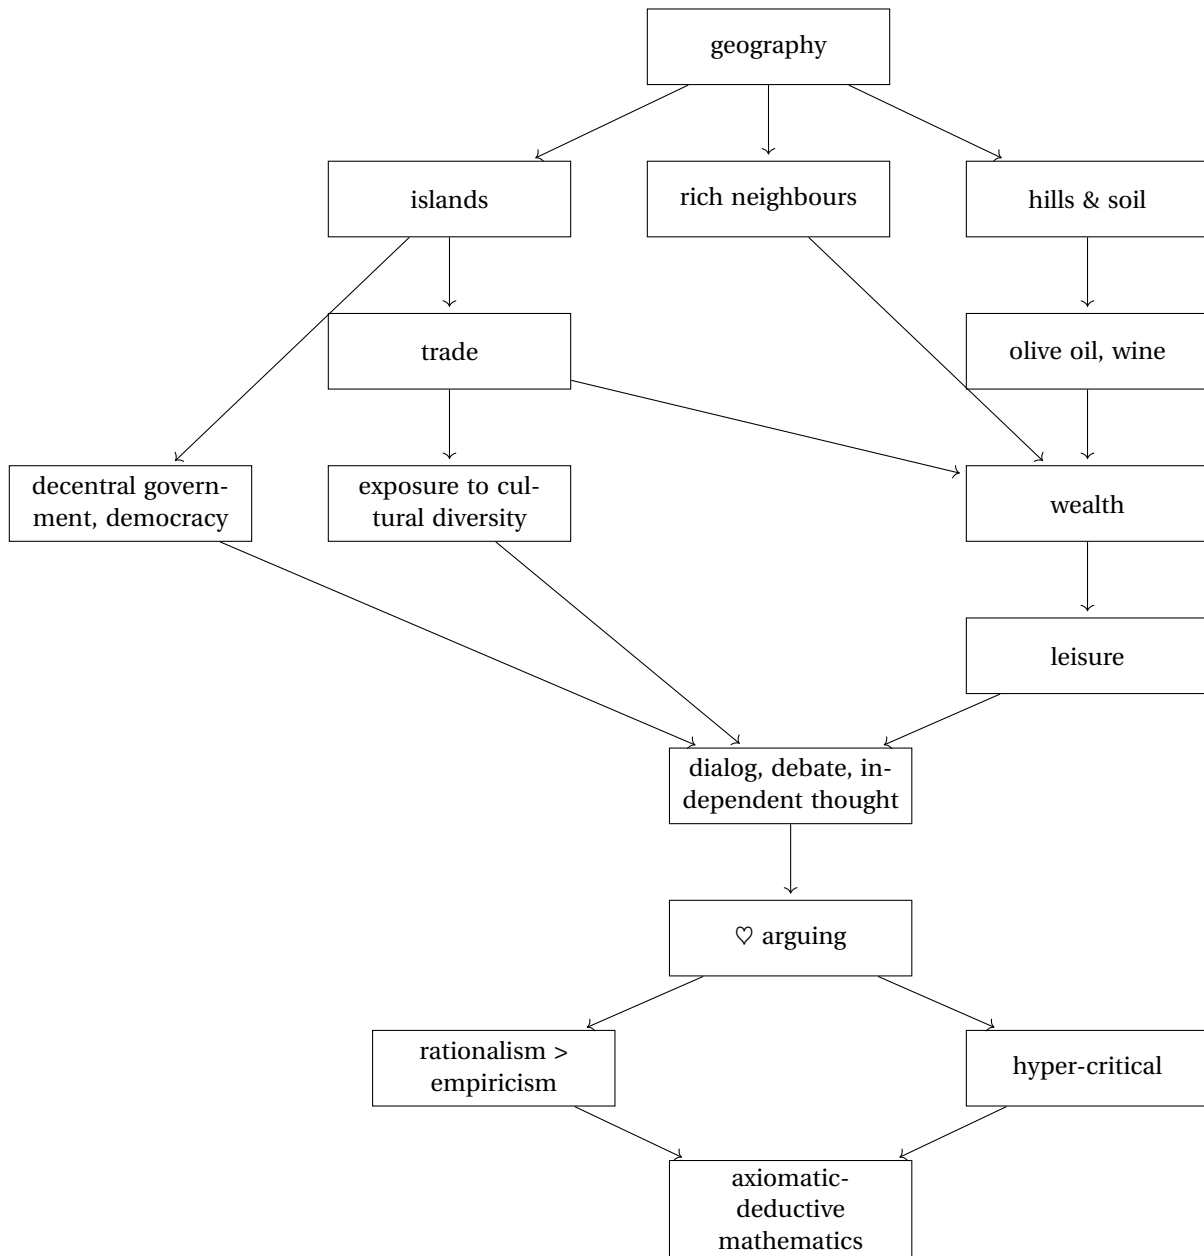 geography
islands
rich neighbours
hills & soil
trade
olive oil, wine
decentral govern-
ment, democracy
exposure to cul-
tural diversity
wealth
leisure
dialog, debate, in-
dependent thought
♡ arguing
rationalism >
empiricism
hyper-critical
axiomatic-
deductive
mathematics